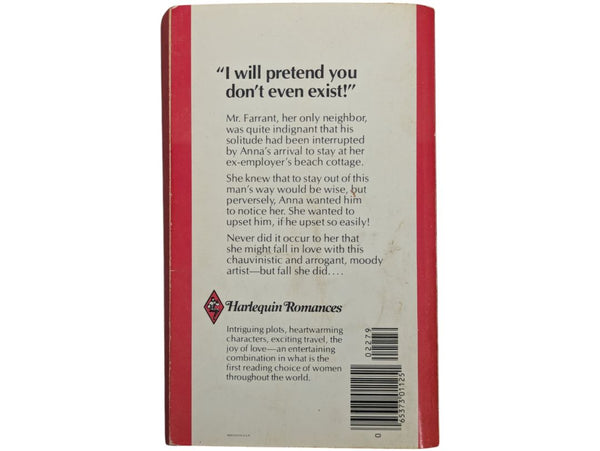 “I will pretend you
don’t even exist!”
Mr. Farrant, her only neighbor,
was quite indignant that his
solitude had been interrupted
by Anna’s arrival to stay at her
ex-employer’s beach cottage.
She knew that to stay out of this
man’s way would be wise, but
perversely, Anna wanted him
to notice her. She wanted to
upset him, if he upset so easily!
Never did it occur to her that
she might fall in love with this
chauvinistic and arrogant, moody
artist—but fall she did....
Harlequin Romances
Intriguing plots, heartwarming
characters, exciting travel, the
joy of love—an entertaining
combination in what is the
first reading choice of women
throughout the world.
02279
65373 01125
0